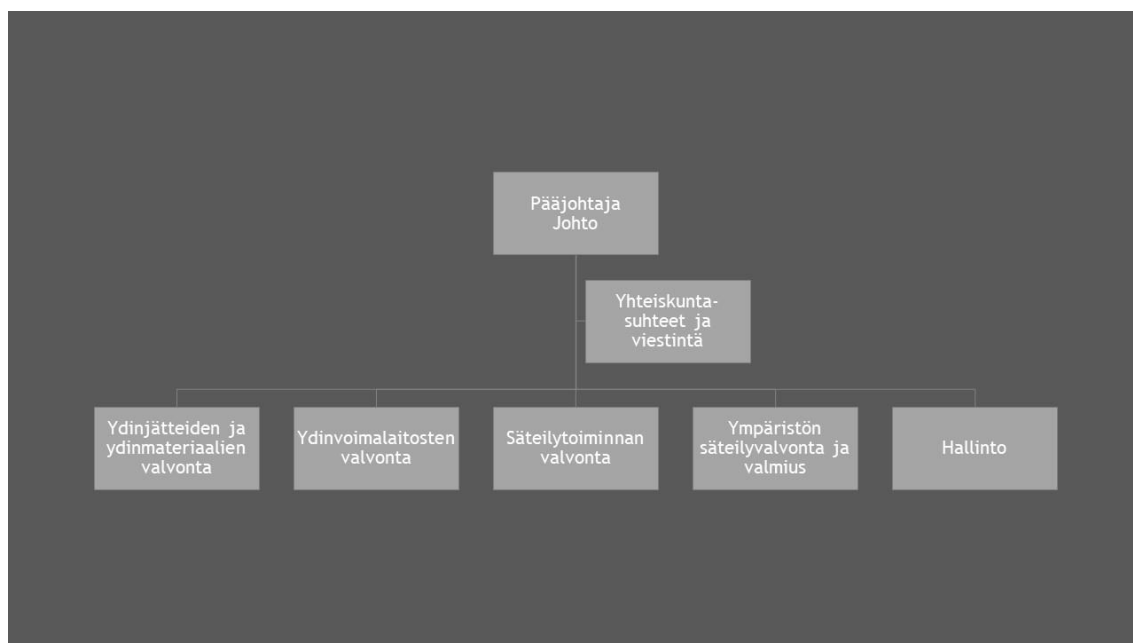 Pääjohtaja
Johto
Yhteiskunta-
suhteet ja
viestintä
Ydinjätteiden ja
ydinmateriaalien
valvonta
Ydinvoimalaitosten
valvonta
Säteilytoiminnan
valvonta
Ympäristön
säteilyvalvonta ja
valmius
Hallinto